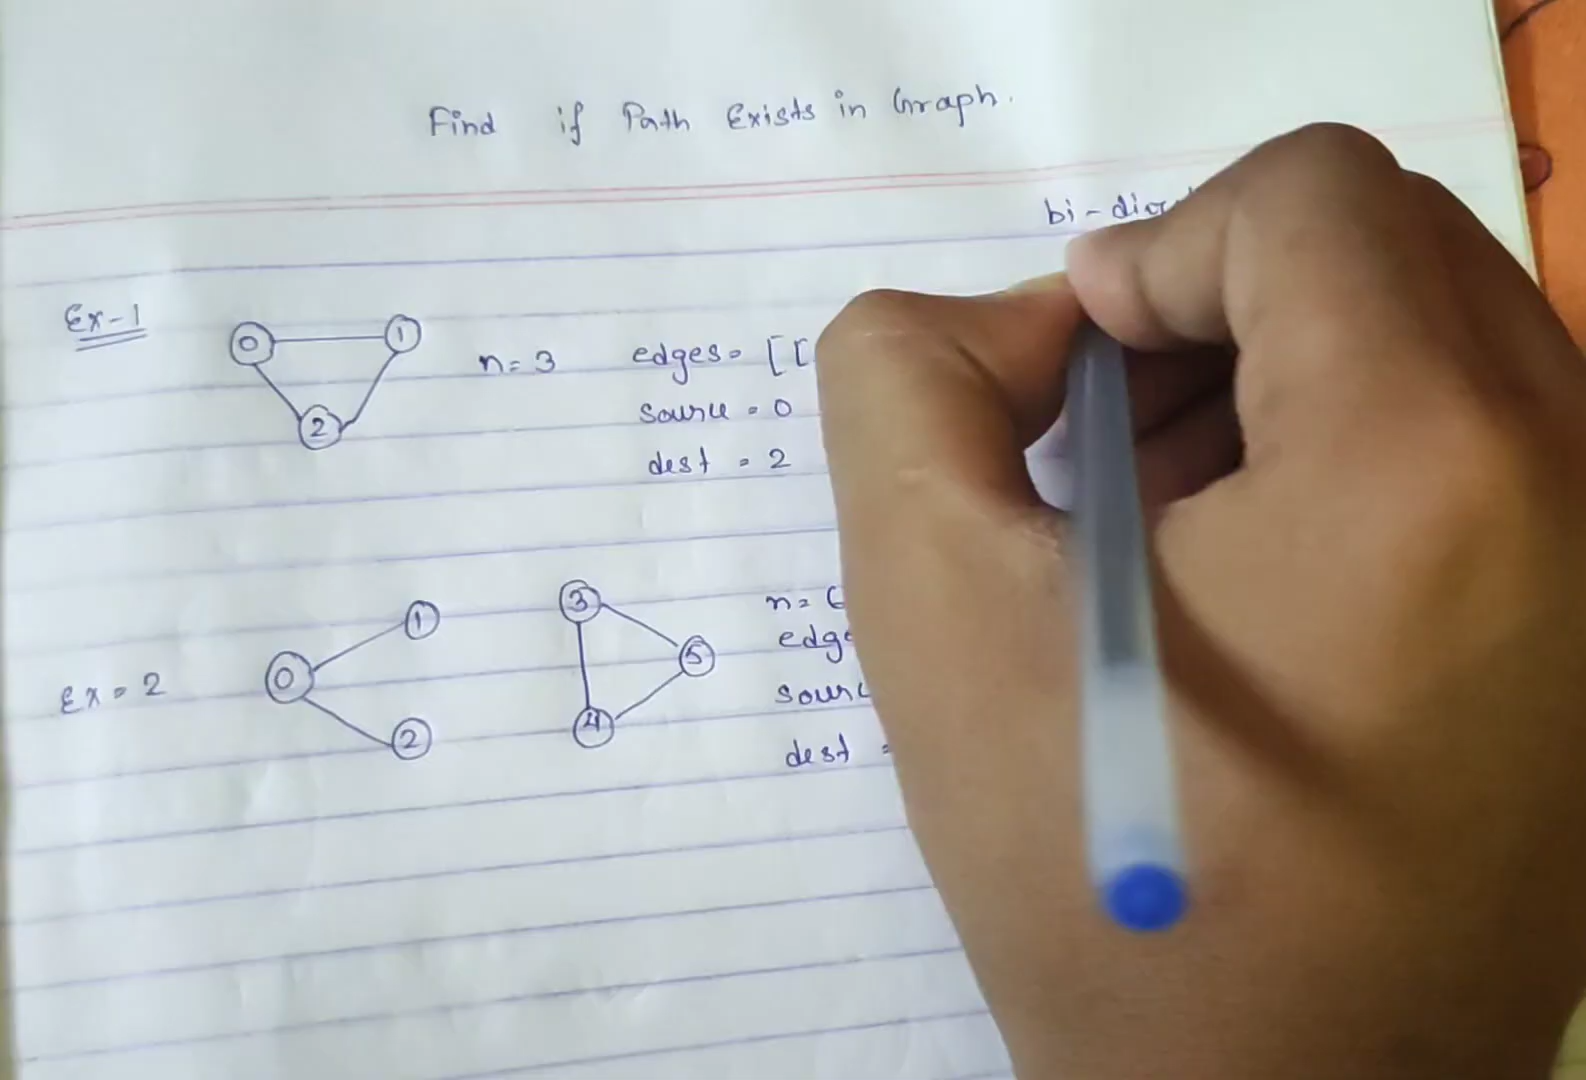 Find if Path Exists in Graph.
bi-
Ex-1
0 1
2
n=3 edges= [[
source = 0
dest = 2
Ex=2
0 1
2
3
5
4
n=
dest =